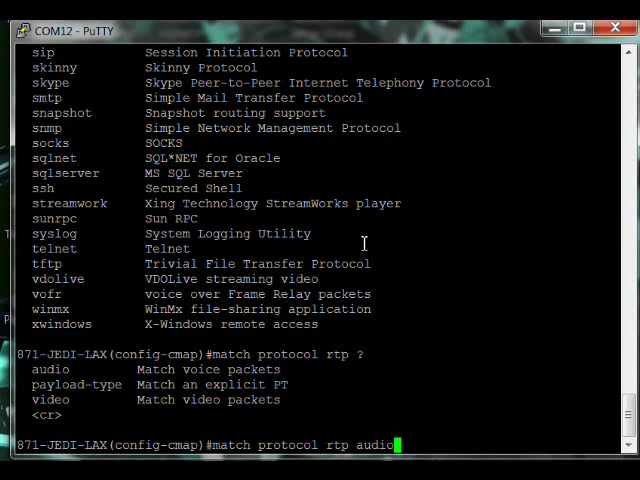 COM12 - PuTTY
sip Session Initiation Protocol
skinny Skinny Protocol
skype Skype Peer-to-Peer Internet Telephony Protocol
smtp Simple Mail Transfer Protocol
snapshot Snapshot routing support
snmp Simple Network Management Protocol
socks SOCKS
sqlnet SQL*NET for Oracle
sqlserver MS SQL Server
ssh Secured Shell
streamwork Xing Technology StreamWorks player
sunrpc Sun RPC
syslog System Logging Utility
telnet Telnet
tftp Trivial File Transfer Protocol
vdolive VDOLive streaming video
vofr voice over Frame Relay packets
winmx WinMx file-sharing application
xwindows X-Windows remote access
871-JEDI-LAX(config-cmap)#match protocol rtp ?
audio Match voice packets
payload-type Match an explicit PT
video Match video packets
<cr>
871-JEDI-LAX(config-cmap)#match protocol rtp audio